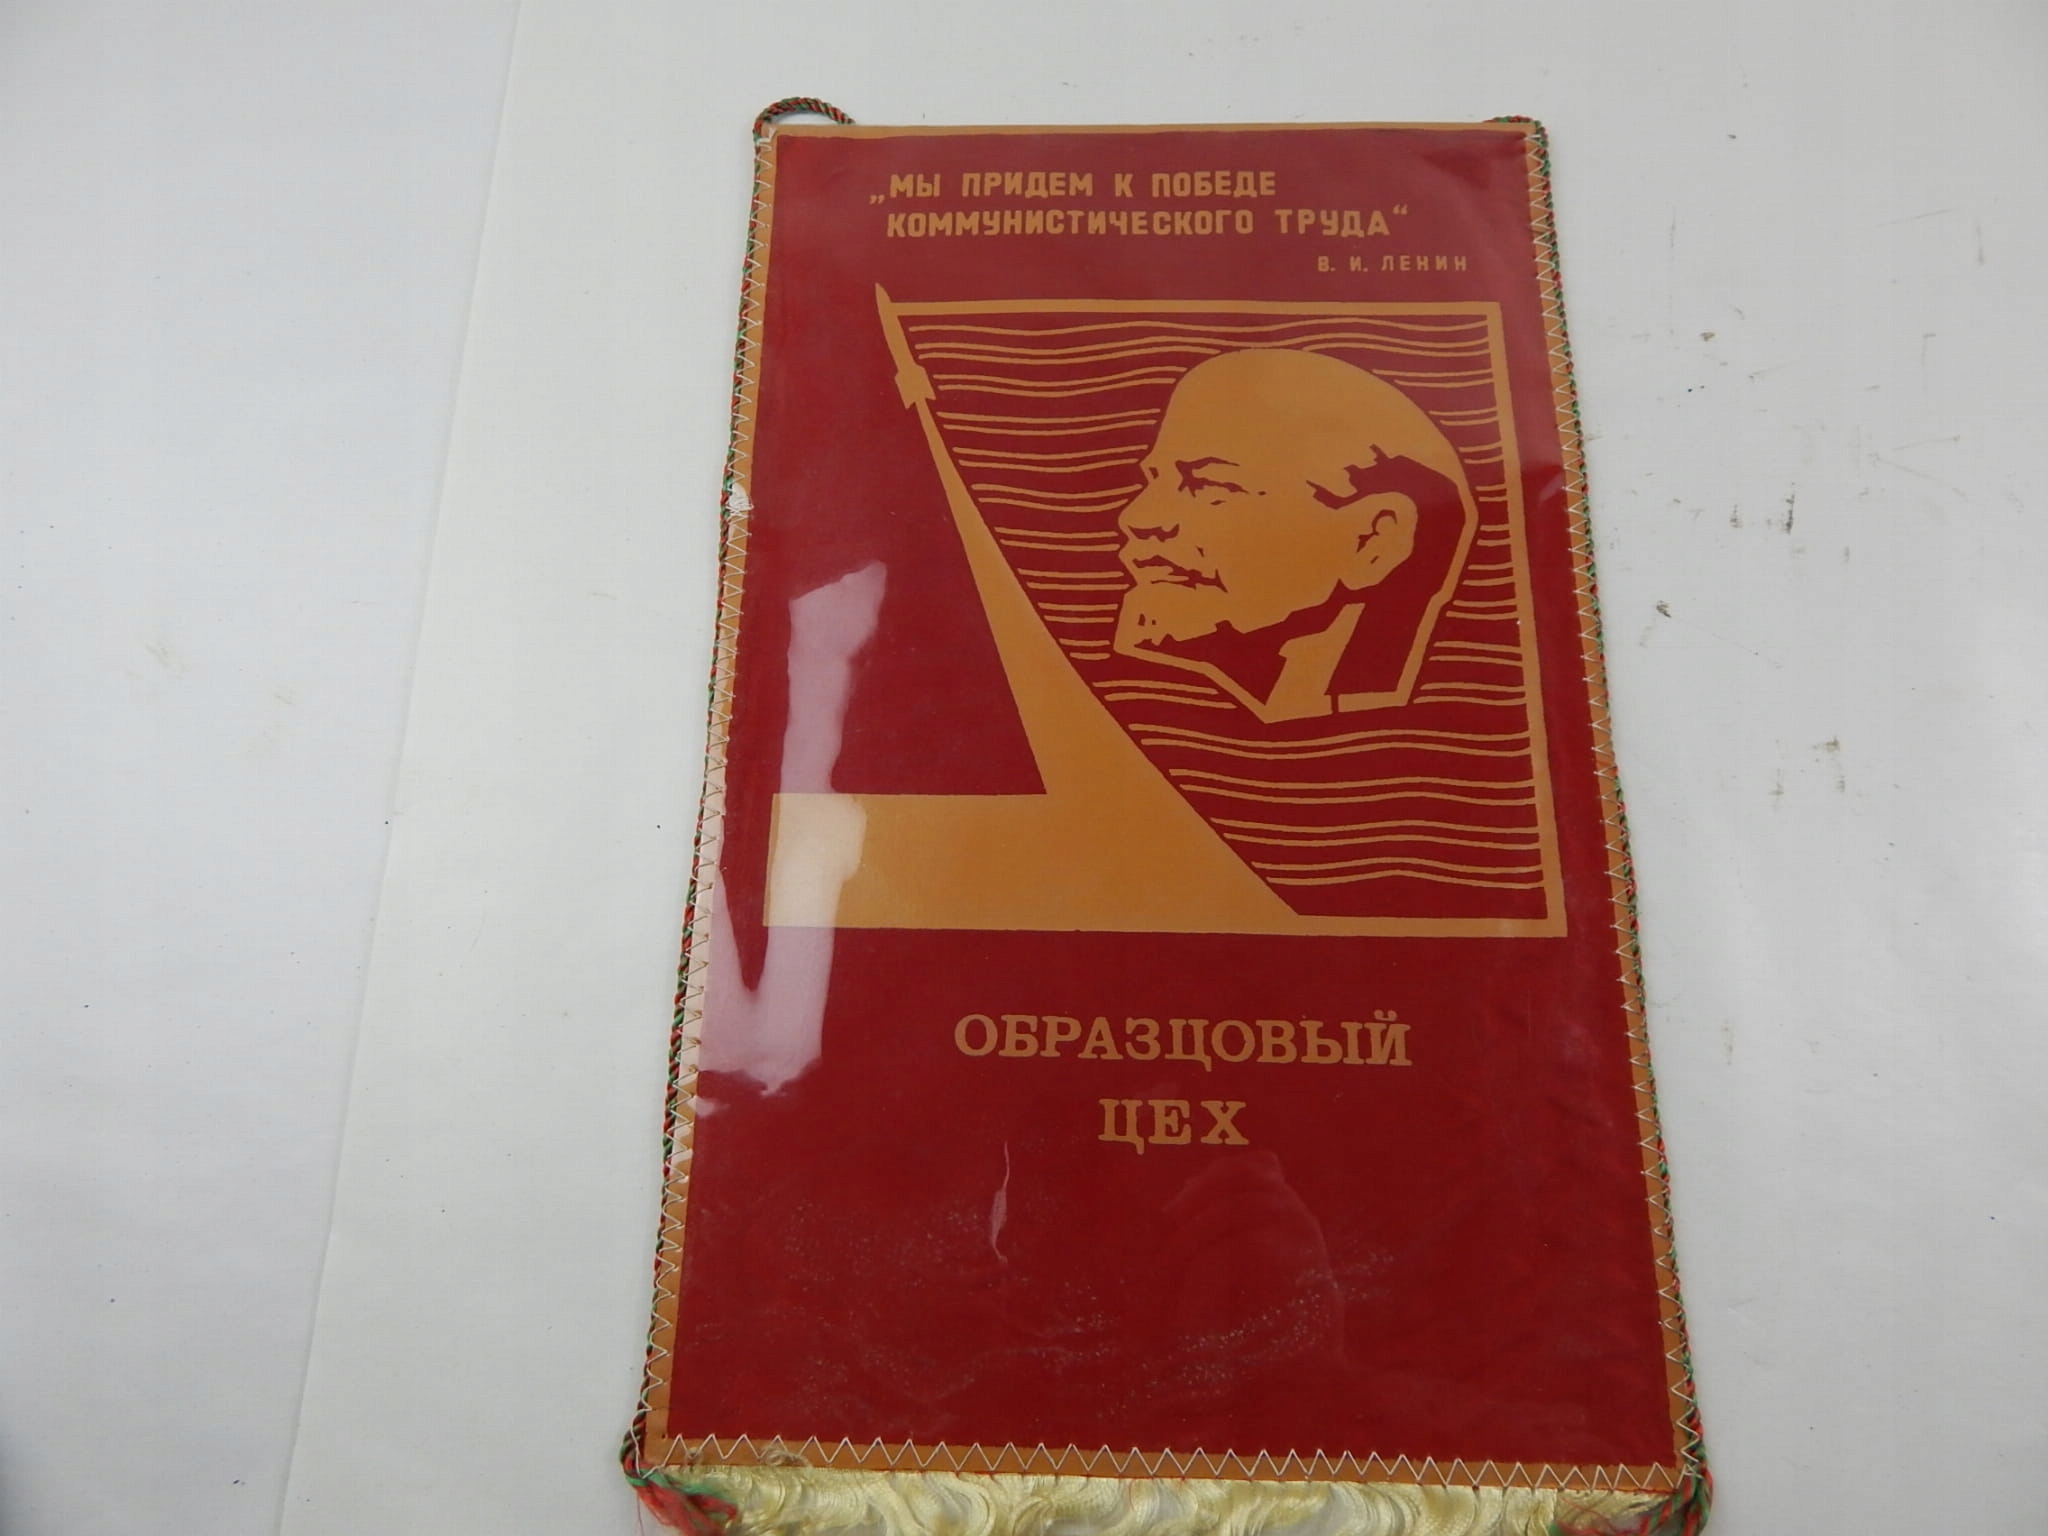 „МЫ ПРИДЕМ К ПОБЕДЕ
КОММУНИСТИЧЕСКОГО ТРУДА“
В. И. ЛЕНИН
ОБРАЗЦОВЫЙ
ЦЕХ